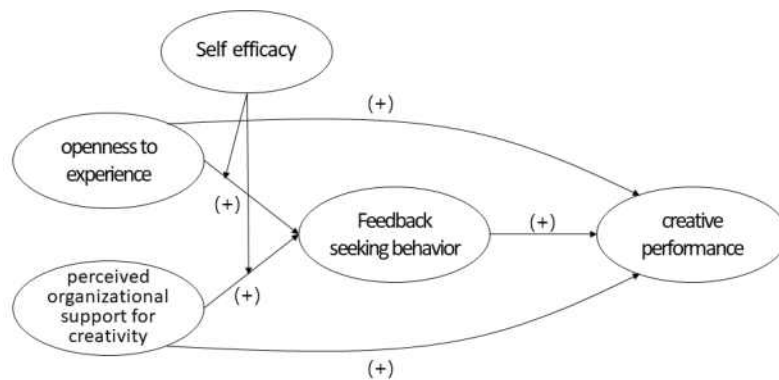 Self efficacy
(+)
openness to
experience
(+)
Feedback
seeking behavior
(+)
creative
performance
perceived
organizational
support for
creativity
(+)
(+)